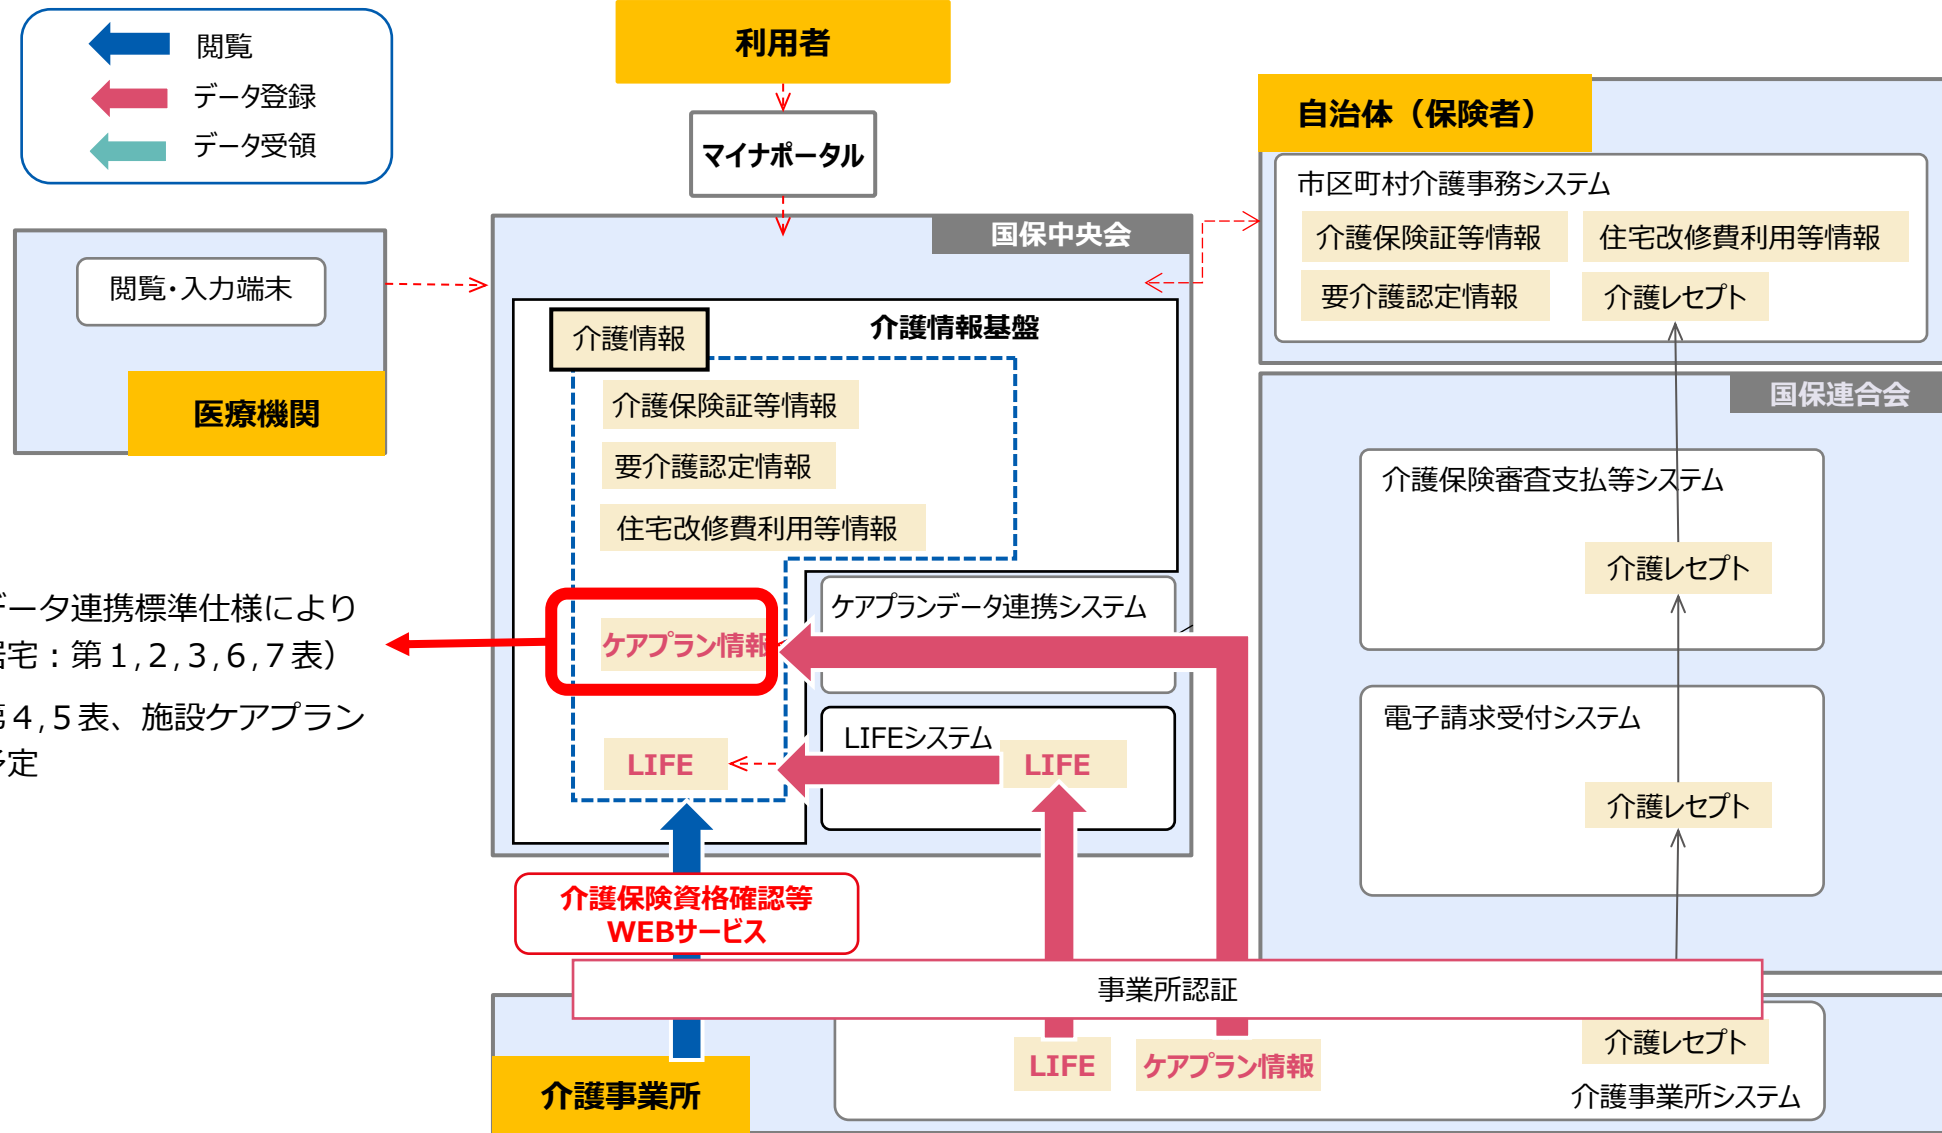 閲覧
データ登録
データ受領
利用者
マイナポータル
自治体（保険者）
市区町村介護事務システム
介護保険証等情報
住宅改修費利用等情報
要介護認定情報
介護レセプト
国保中央会
閲覧・入力端末
医療機関
介護情報
介護情報基盤
介護保険証等情報
要介護認定情報
住宅改修費利用等情報
ケアプラン情報
LIFE
ケアプランデータ連携システム
LIFEシステム
LIFE
国保連合会
介護保険審査支払等システム
介護レセプト
電子請求受付システム
介護レセプト
データ連携標準仕様により
居宅：第１,２,３,６,７表）
第４,５表、施設ケアプラン
予定
介護保険資格確認等
WEBサービス
事業所認証
介護事業所
LIFE
ケアプラン情報
介護レセプト
介護事業所システム